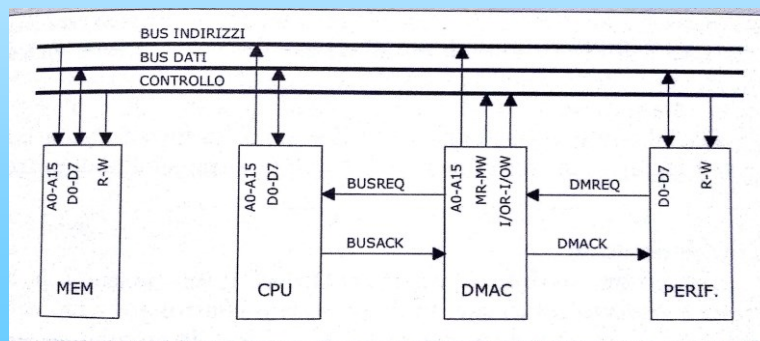 BUS INDIRIZZI
BUS DATI
CONTROLLO
A0-A15
D0-D7
R-W
MEM
A0-A15
D0-D7
CPU
BUSREQ
BUSACK
A0-A15
MR-MW
I/OR-I/OW
DMAC
DMREQ
DMACK
D0-D7
R-W
PERIF.